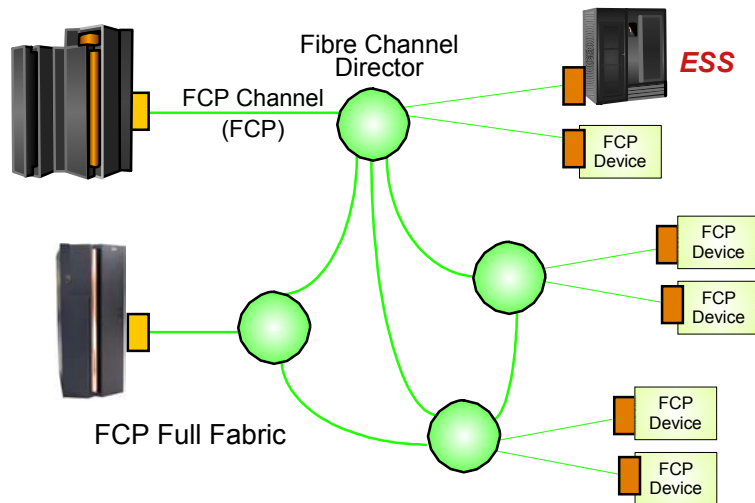 Fibre Channel
Director
ESS
FCP Channel
(FCP)
FCP
Device
FCP
Device
FCP
Device
FCP
Device
FCP
Device
FCP Full Fabric